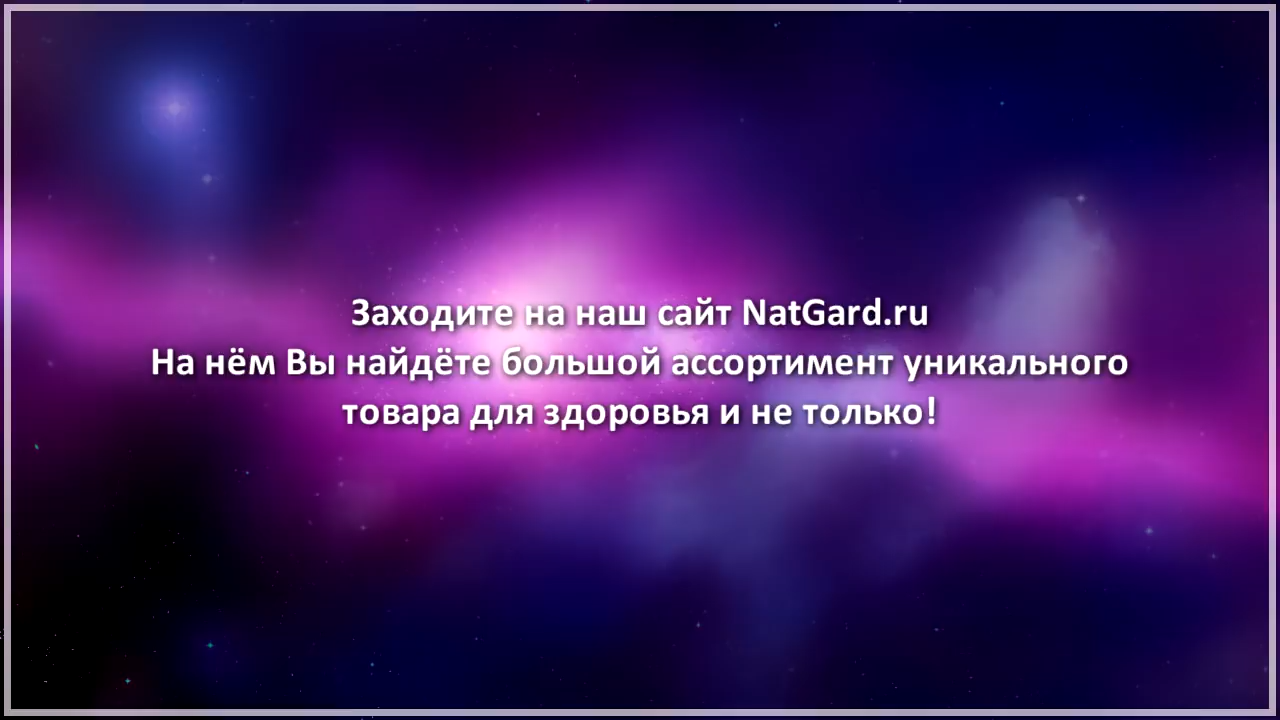 Заходите на наш сайт NatGard.ru
На нём Вы найдёте большой ассортимент уникального
товара для здоровья и не только!